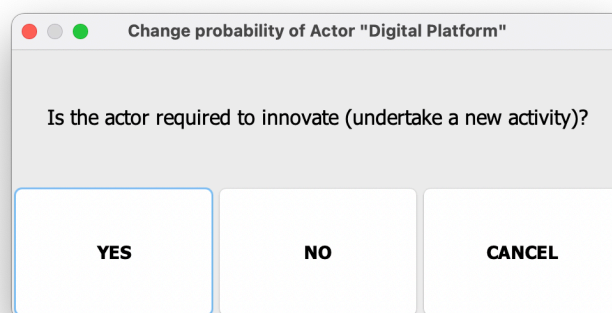 Change probability of Actor "Digital Platform"
Is the actor required to innovate (undertake a new activity)?
YES NO CANCEL